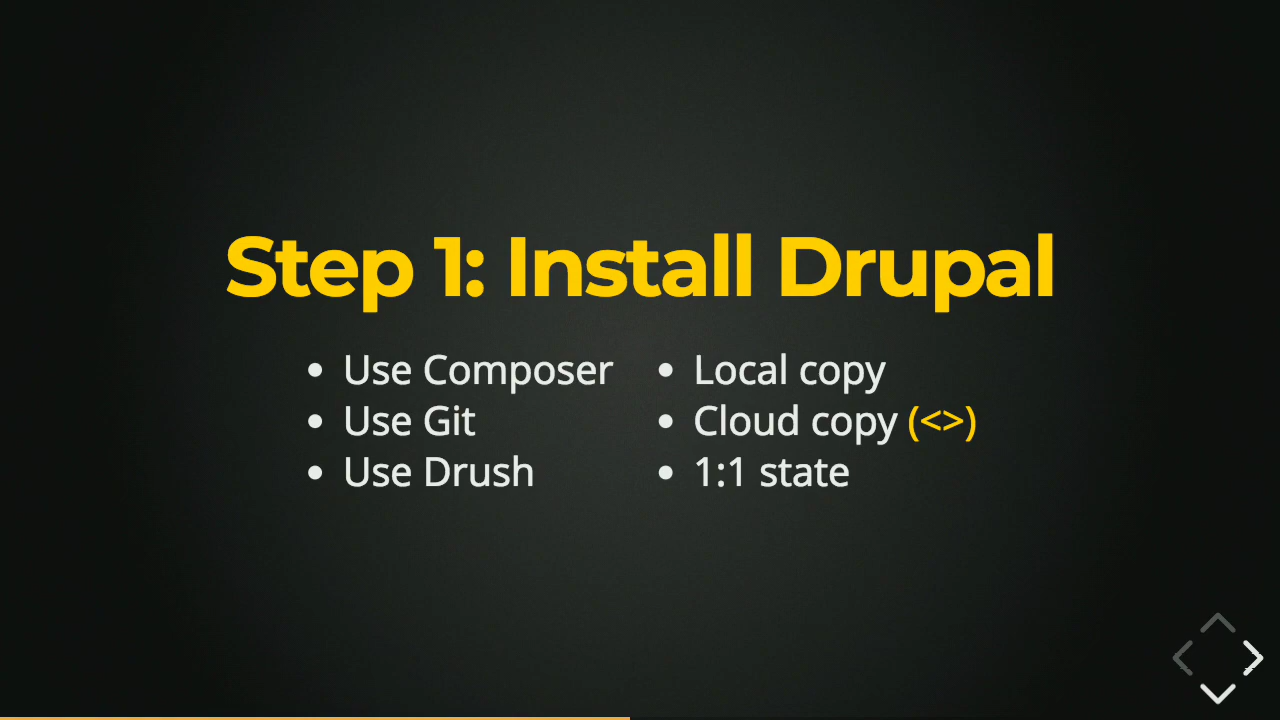 Step 1: Install Drupal
• Use Composer
• Use Git
• Use Drush
• Local copy
• Cloud copy (<>)
• 1:1 state